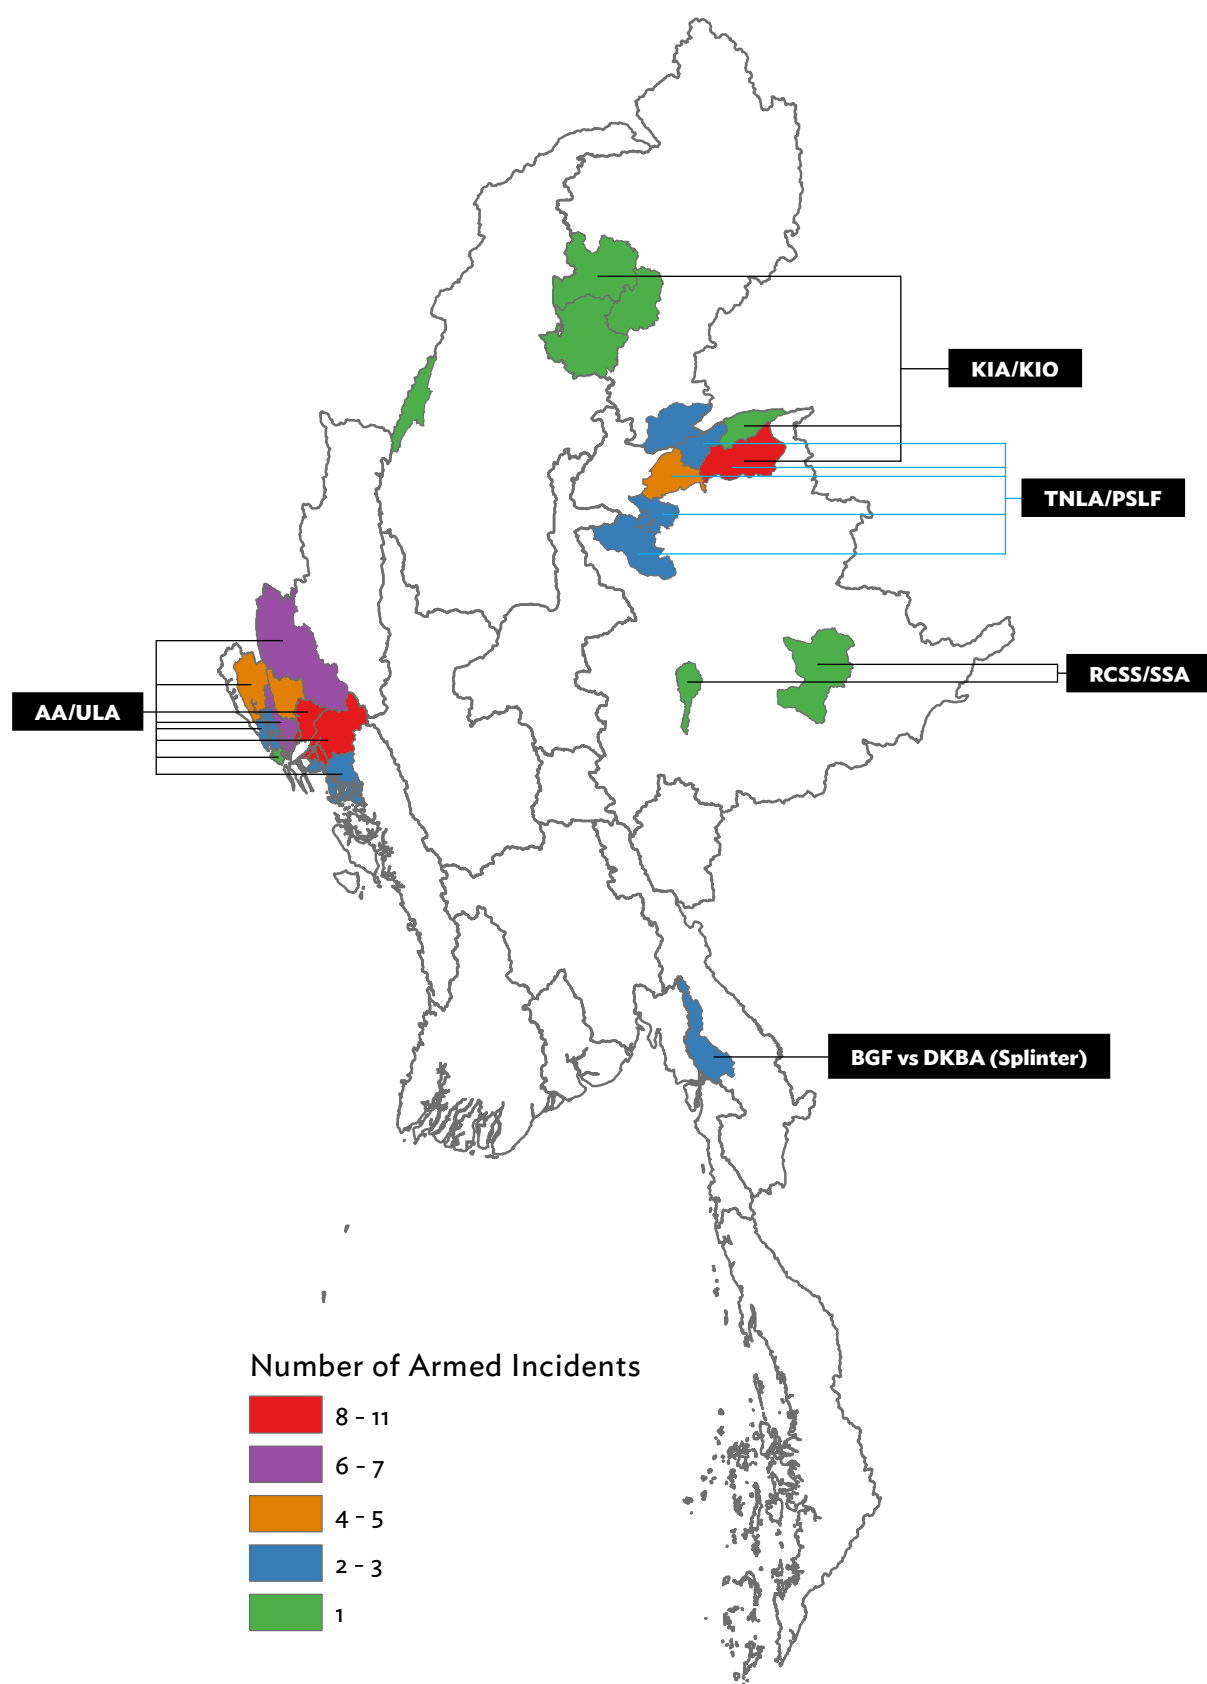 KIA/KIO
TNLA/PSLF
RCSS/SSA
AA/ULA
BGF vs DKBA (Splinter)
Number of Armed Incidents
8 - 11
6 - 7
4 - 5
2 - 3
1